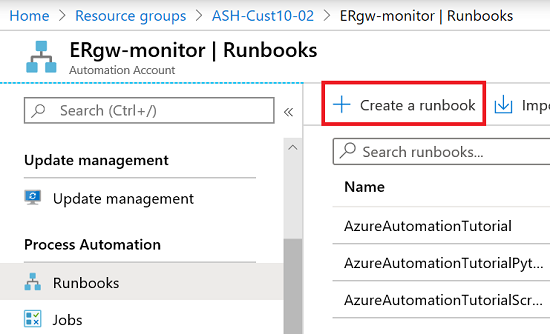 Home > Resource groups > ASH-Cust10-02 > ERgw-monitor | Runbooks
ERgw-monitor | Runbooks
Automation Account
Search (Ctrl+/)
«
Update management
Update management
Process Automation
Runbooks
Jobs
+ Create a runbook
Search runbooks...
Name
AzureAutomationTutorial
AzureAutomationTutorialPyt...
AzureAutomationTutorialScr...